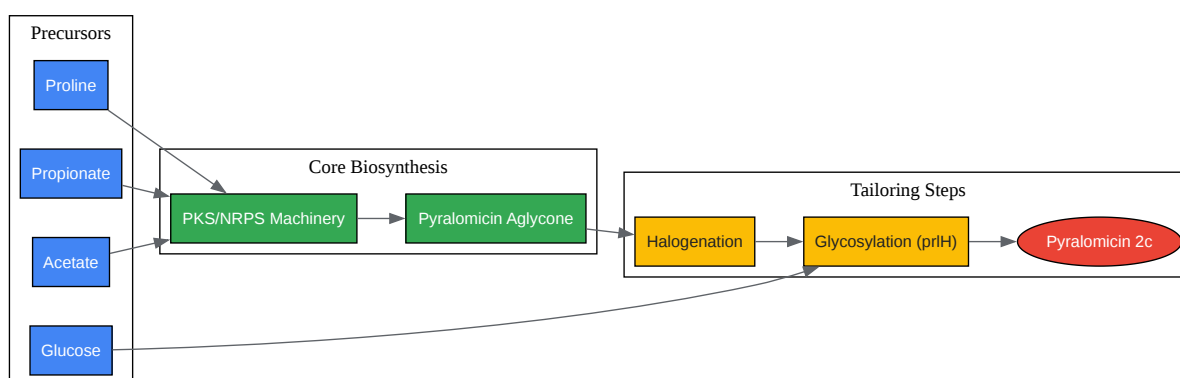 Precursors
Proline
Propionate
Acetate
Glucose
Core Biosynthesis
PKS/NRPS Machinery
Pyralomicin Aglycone
Tailoring Steps
Halogenation
Glycosylation (prlH)
Pyralomicin 2c